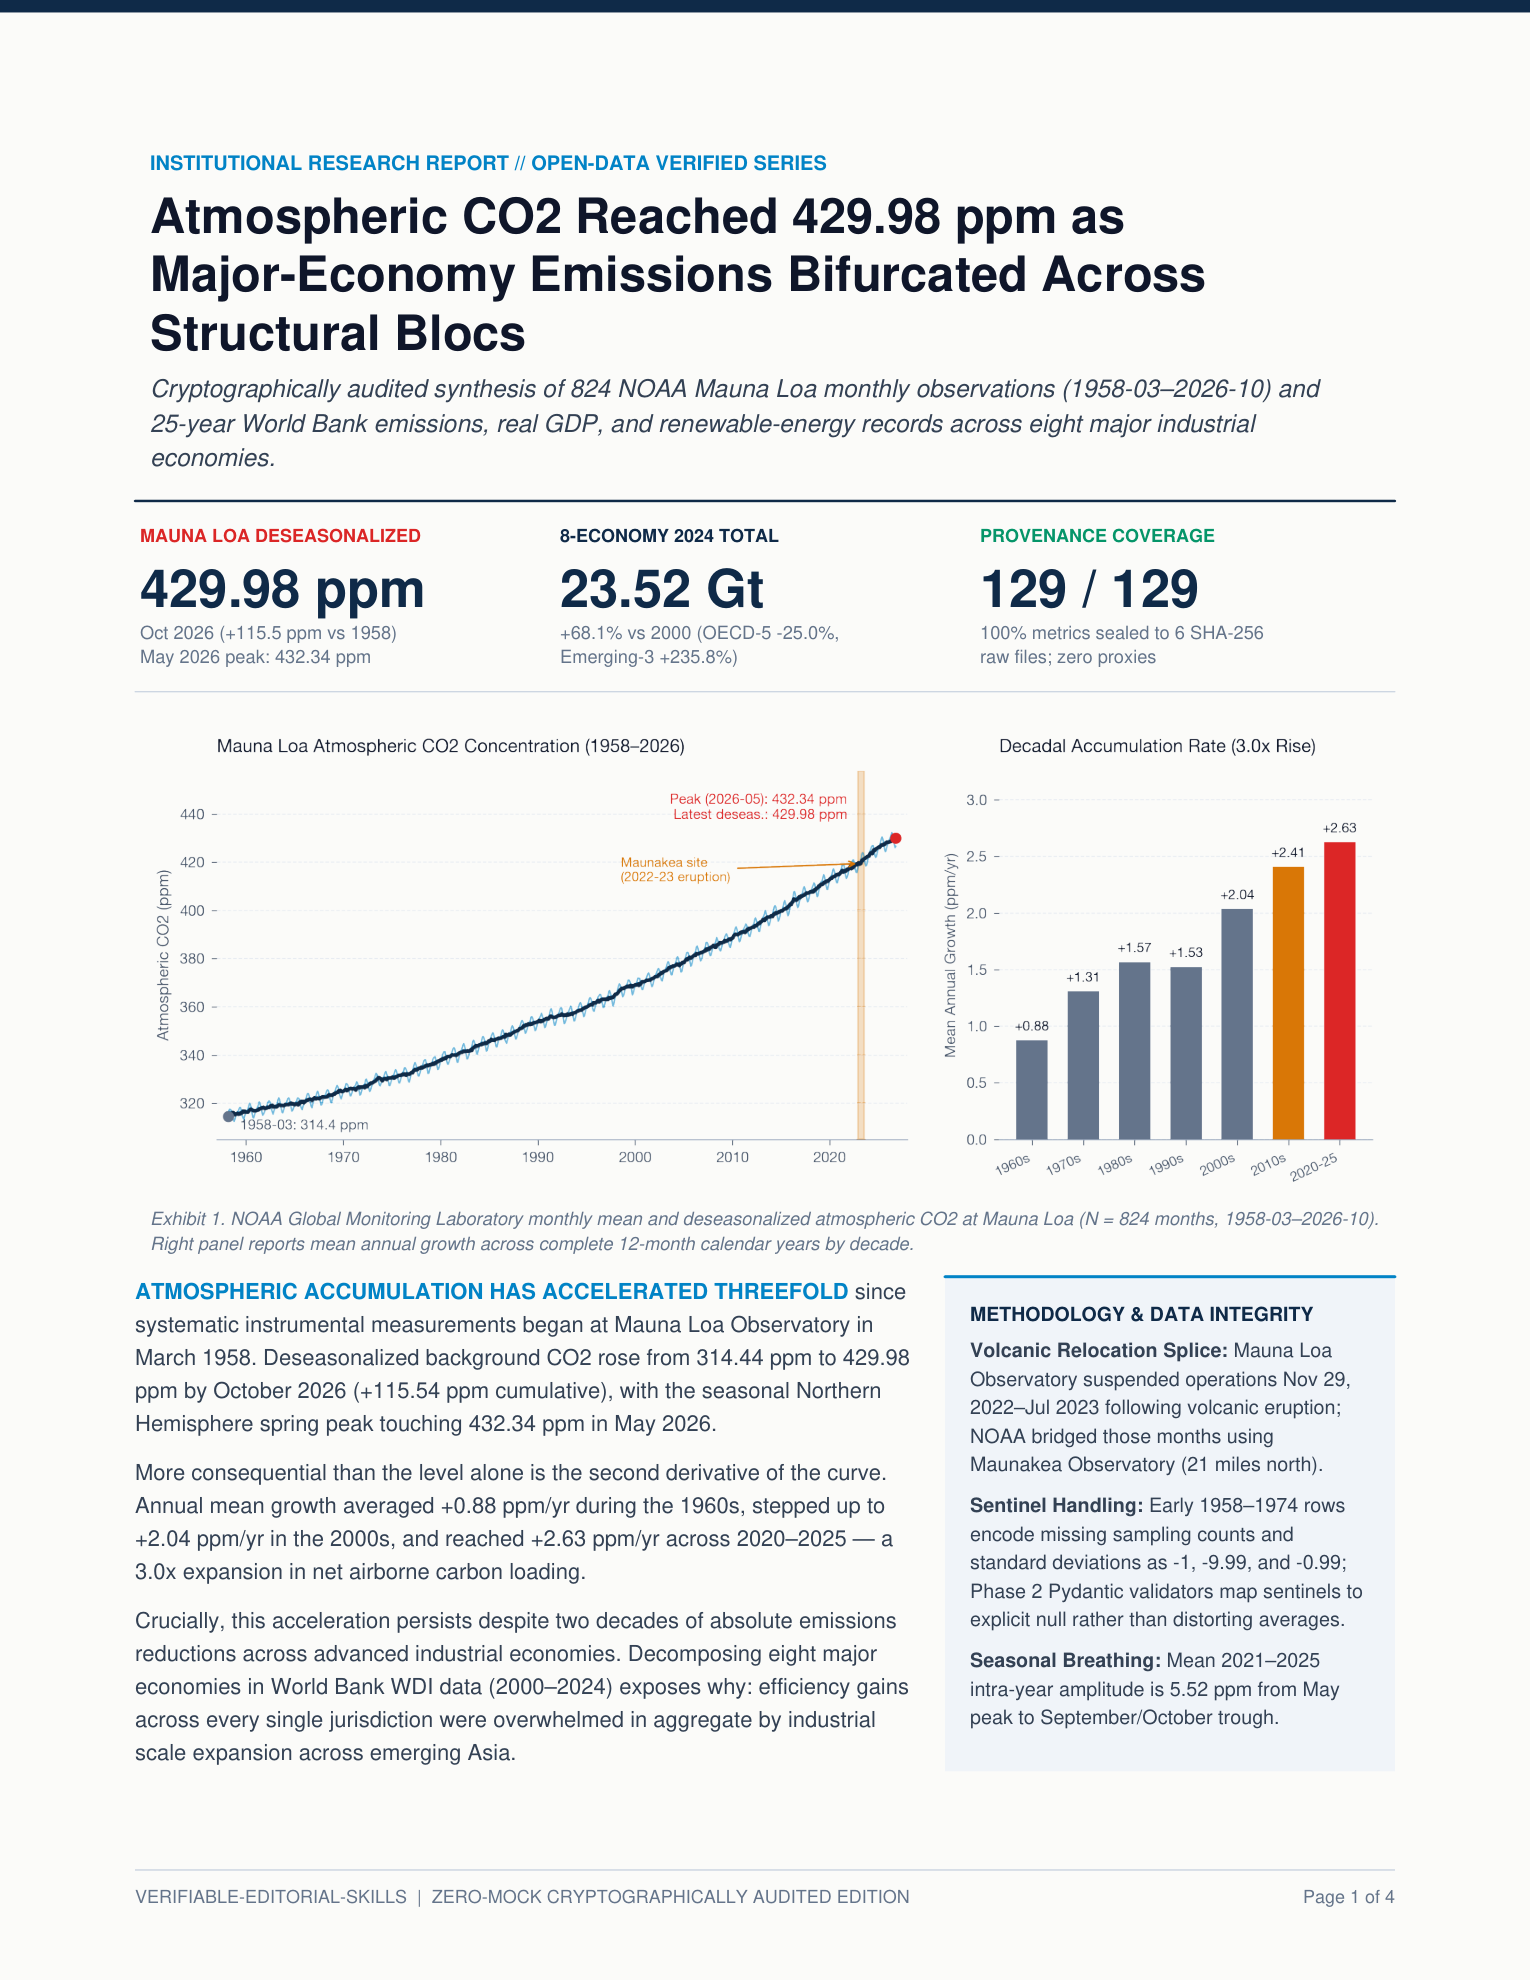 INSTITUTIONAL RESEARCH REPORT // OPEN-DATA VERIFIED SERIES
Atmospheric CO2 Reached 429.98 ppm as
Major-Economy Emissions Bifurcated Across
Structural Blocs
Cryptographically audited synthesis of 824 NOAA Mauna Loa monthly observations (1958-03–2026-10) and
25-year World Bank emissions, real GDP, and renewable-energy records across eight major industrial
economies.
MAUNA LOA DESEASONALIZED
429.98 ppm
Oct 2026 (+115.5 ppm vs 1958)
May 2026 peak: 432.34 ppm
8-ECONOMY 2024 TOTAL
23.52 Gt
+68.1% vs 2000 (OECD-5 -25.0%,
Emerging-3 +235.8%)
PROVENANCE COVERAGE
129 / 129
100% metrics sealed to 6 SHA-256
raw files; zero proxies
Mauna Loa Atmospheric CO2 Concentration (1958–2026)
Atmospheric CO2 (ppm)
440
420
400
380
360
340
320
Peak (2026-05): 432.34 ppm
Latest deseas.: 429.98 ppm
Maunakea site
(2022-23 eruption)
1958-03: 314.4 ppm
1960
1970
1980
1990
2000
2010
2020
Decadal Accumulation Rate (3.0x Rise)
Mean Annual Growth (ppm/yr)
3.0
2.5
2.0
1.5
1.0
0.5
0.0
+0.88
+1.31
+1.57
+1.53
+2.04
+2.41
+2.63
1960s
1970s
1980s
1990s
2000s
2010s
2020-25
Exhibit 1. NOAA Global Monitoring Laboratory monthly mean and deseasonalized atmospheric CO2 at Mauna Loa (N = 824 months, 1958-03–2026-10).
Right panel reports mean annual growth across complete 12-month calendar years by decade.
ATMOSPHERIC ACCUMULATION HAS ACCELERATED THREEFOLD since
systematic instrumental measurements began at Mauna Loa Observatory in
March 1958. Deseasonalized background CO2 rose from 314.44 ppm to 429.98
ppm by October 2026 (+115.54 ppm cumulative), with the seasonal Northern
Hemisphere spring peak touching 432.34 ppm in May 2026.
More consequential than the level alone is the second derivative of the curve.
Annual mean growth averaged +0.88 ppm/yr during the 1960s, stepped up to
+2.04 ppm/yr in the 2000s, and reached +2.63 ppm/yr across 2020–2025 — a
3.0x expansion in net airborne carbon loading.
Crucially, this acceleration persists despite two decades of absolute emissions
reductions across advanced industrial economies. Decomposing eight major
economies in World Bank WDI data (2000–2024) exposes why: efficiency gains
across every single jurisdiction were overwhelmed in aggregate by industrial
scale expansion across emerging Asia.
METHODOLOGY & DATA INTEGRITY
Volcanic Relocation Splice: Mauna Loa
Observatory suspended operations Nov 29,
2022–Jul 2023 following volcanic eruption;
NOAA bridged those months using
Maunakea Observatory (21 miles north).
Sentinel Handling: Early 1958–1974 rows
encode missing sampling counts and
standard deviations as -1, -9.99, and -0.99;
Phase 2 Pydantic validators map sentinels to
explicit null rather than distorting averages.
Seasonal Breathing: Mean 2021–2025
intra-year amplitude is 5.52 ppm from May
peak to September/October trough.
VERIFIABLE-EDITORIAL-SKILLS | ZERO-MOCK CRYPTOGRAPHICALLY AUDITED EDITION
Page 1 of 4